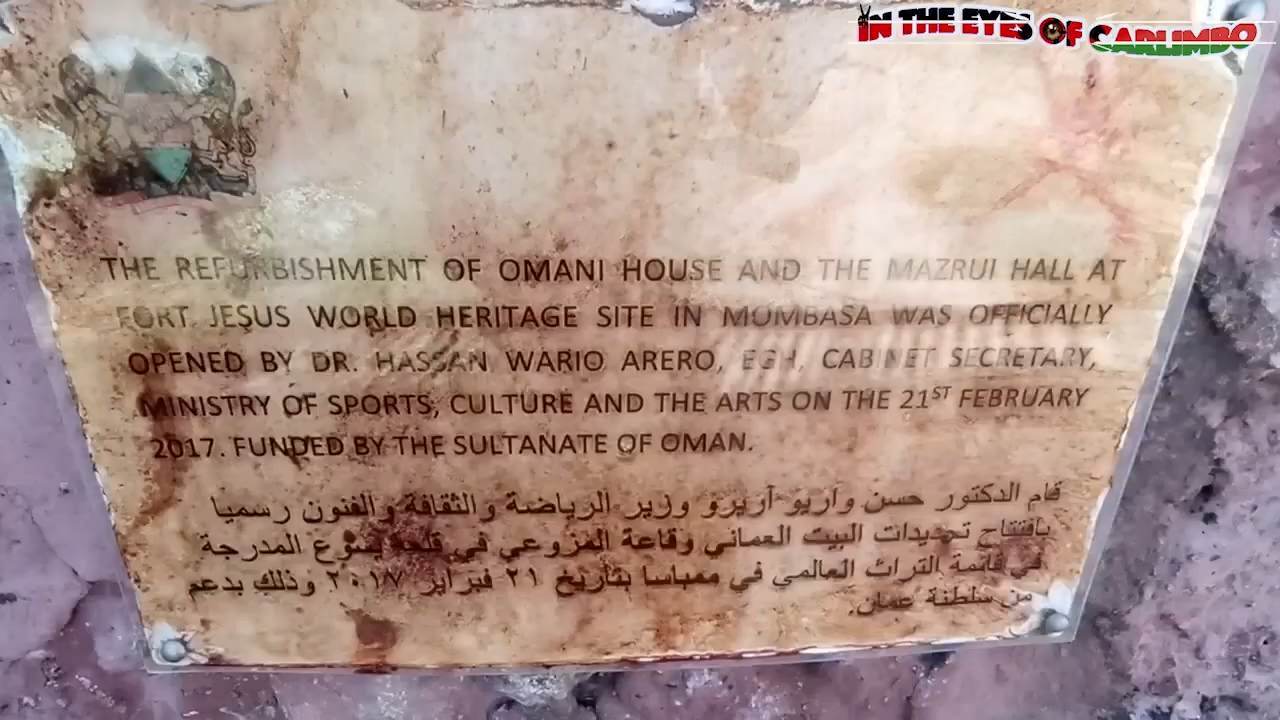 IN THE EYES OF CARLIMBO
THE REFURBISHMENT OF OMANI HOUSE AND THE MAZRUI HALL AT
FORT JESUS WORLD HERITAGE SITE IN MOMBASA WAS OFFICIALLY
OPENED BY DR. HASSAN WARIO ARERO, EGH, CABINET SECRETARY,
MINISTRY OF SPORTS, CULTURE AND THE ARTS ON THE 21ST FEBRUARY
2017. FUNDED BY THE SULTANATE OF OMAN.
قام الدكتور حسن واريو آريرو وزير الرياضة والثقافة والفنون رسميا
بافتتاح تجديدات البيت العماني وقاعة المزروعي في قلعة يسوع المدرجة
في قائمة التراث العالمي في ممباسا بتاريخ ٢١ فبراير ٢٠١٧ وذلك بدعم
من سلطنة عمان.